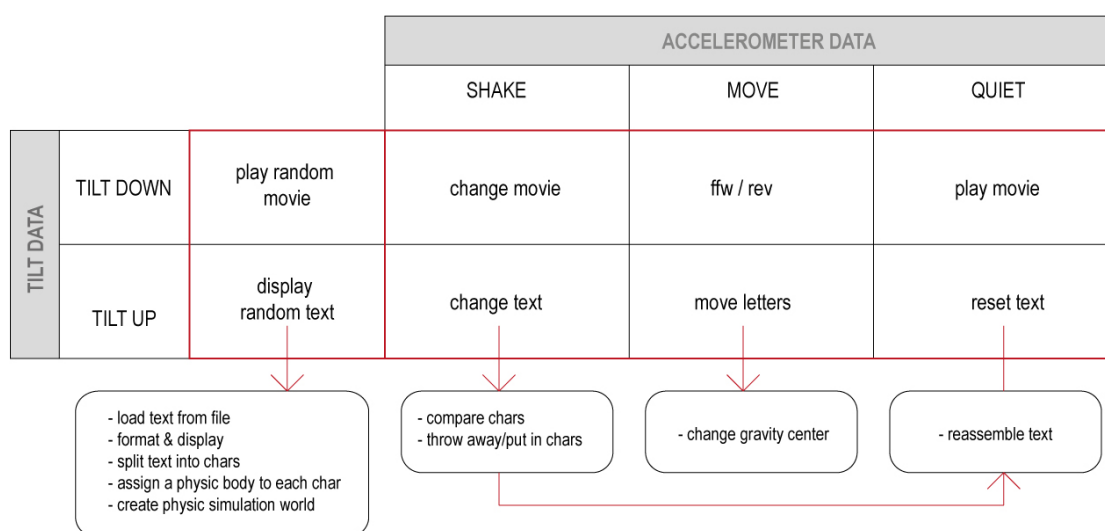 ACCELEROMETER DATA
SHAKE
MOVE
QUIET
TILT DATA
TILT DOWN
play random
movie
change movie
ffw / rev
play movie
TILT UP
display
random text
change text
move letters
reset text
- load text from file
- format & display
- split text into chars
- assign a physic body to each char
- create physic simulation world
- compare chars
- throw away/put in chars
- change gravity center
- reassemble text